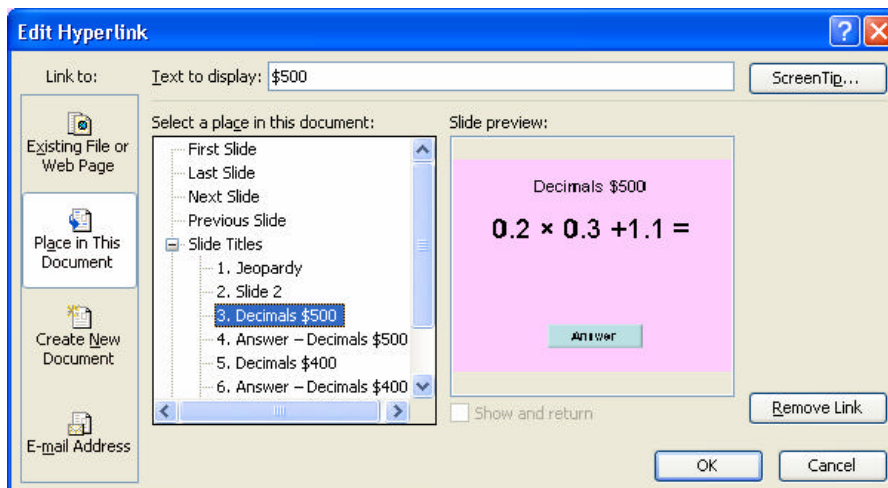 Edit Hyperlink
Link to:
Text to display: $500
ScreenTip...
Existing File or
Web Page
Place in This
Document
Create New
Document
E-mail Address
Select a place in this document:
First Slide
Last Slide
Next Slide
Previous Slide
Slide Titles
1. Jeopardy
2. Slide 2
3. Decimals $500
4. Answer – Decimals $500
5. Decimals $400
6. Answer – Decimals $400
Slide preview:
Decimals $500
0.2 × 0.3 +1.1 =
Answer
Show and return
Remove Link
OK
Cancel